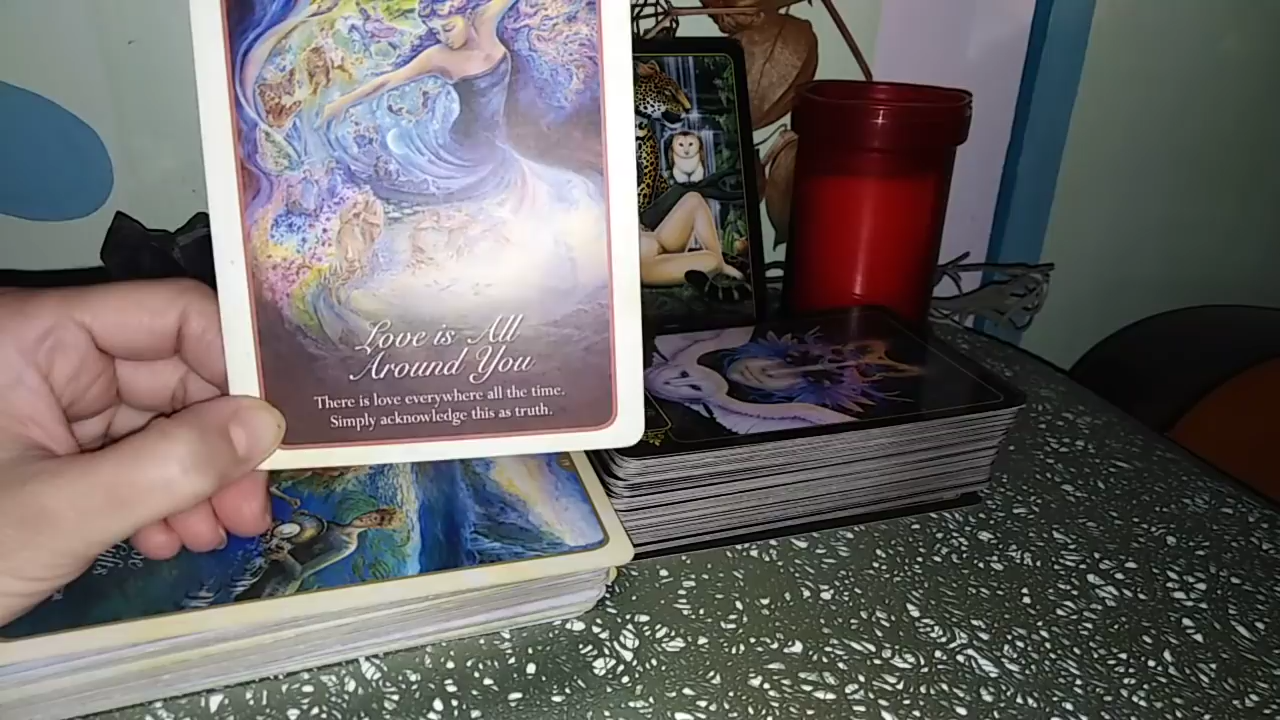 Love is All
Around You
There is love everywhere all the time.
Simply acknowledge this as truth.